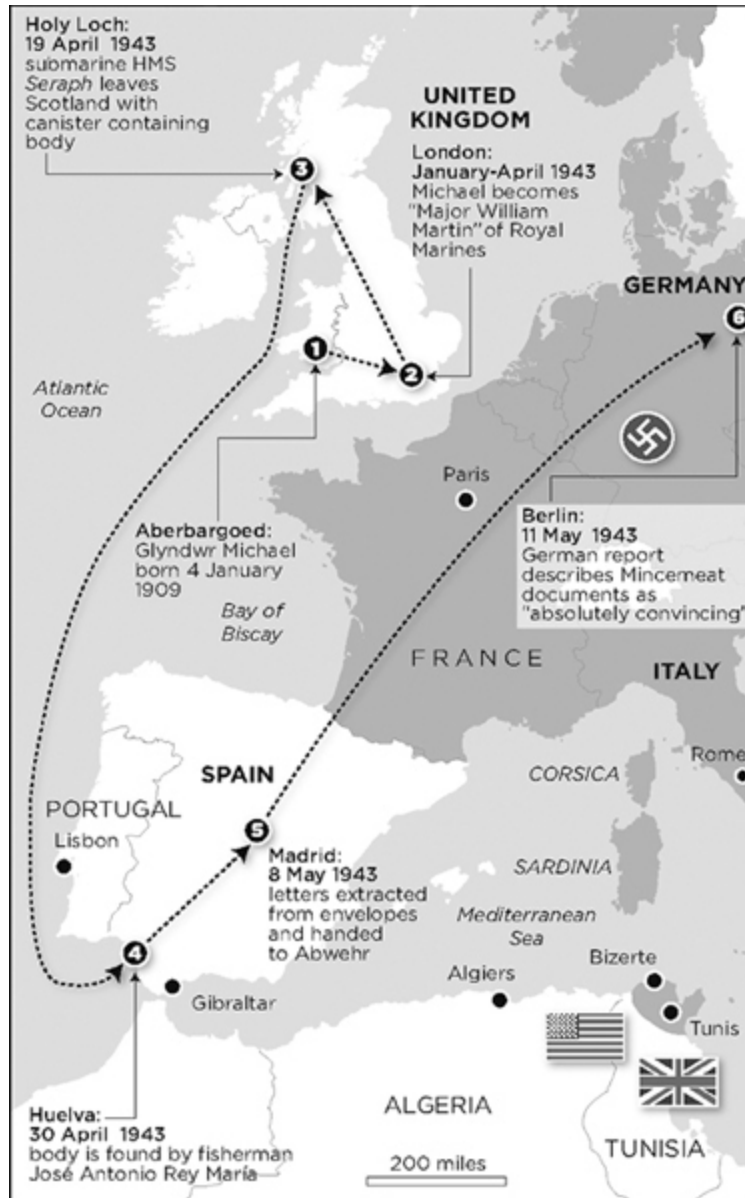 Holy Loch:
19 April 1943
submarine HMS
Seraph leaves
Scotland with
canister containing
body
UNITED
KINGDOM
London:
January-April 1943
Michael becomes
"Major William
Martin" of Royal
Marines
3
GERMANY
6
1
2
Atlantic
Ocean
Paris
Aberbargoed:
Glyndwr Michael
born 4 January
1909
Berlin:
11 May 1943
German report
describes Mincemeat
documents as
"absolutely convincing"
Bay of
Biscay
FRANCE
ITALY
Rome
CORSICA
SPAIN
PORTUGAL
Lisbon
5
Madrid:
8 May 1943
letters extracted
from envelopes
and handed
to Abwehr
SARDINIA
Mediterranean
Sea
4
Gibraltar
Algiers
Bizerte
Tunis
Huelva:
30 April 1943
body is found by fisherman
José Antonio Rey María
ALGERIA
TUNISIA
200 miles